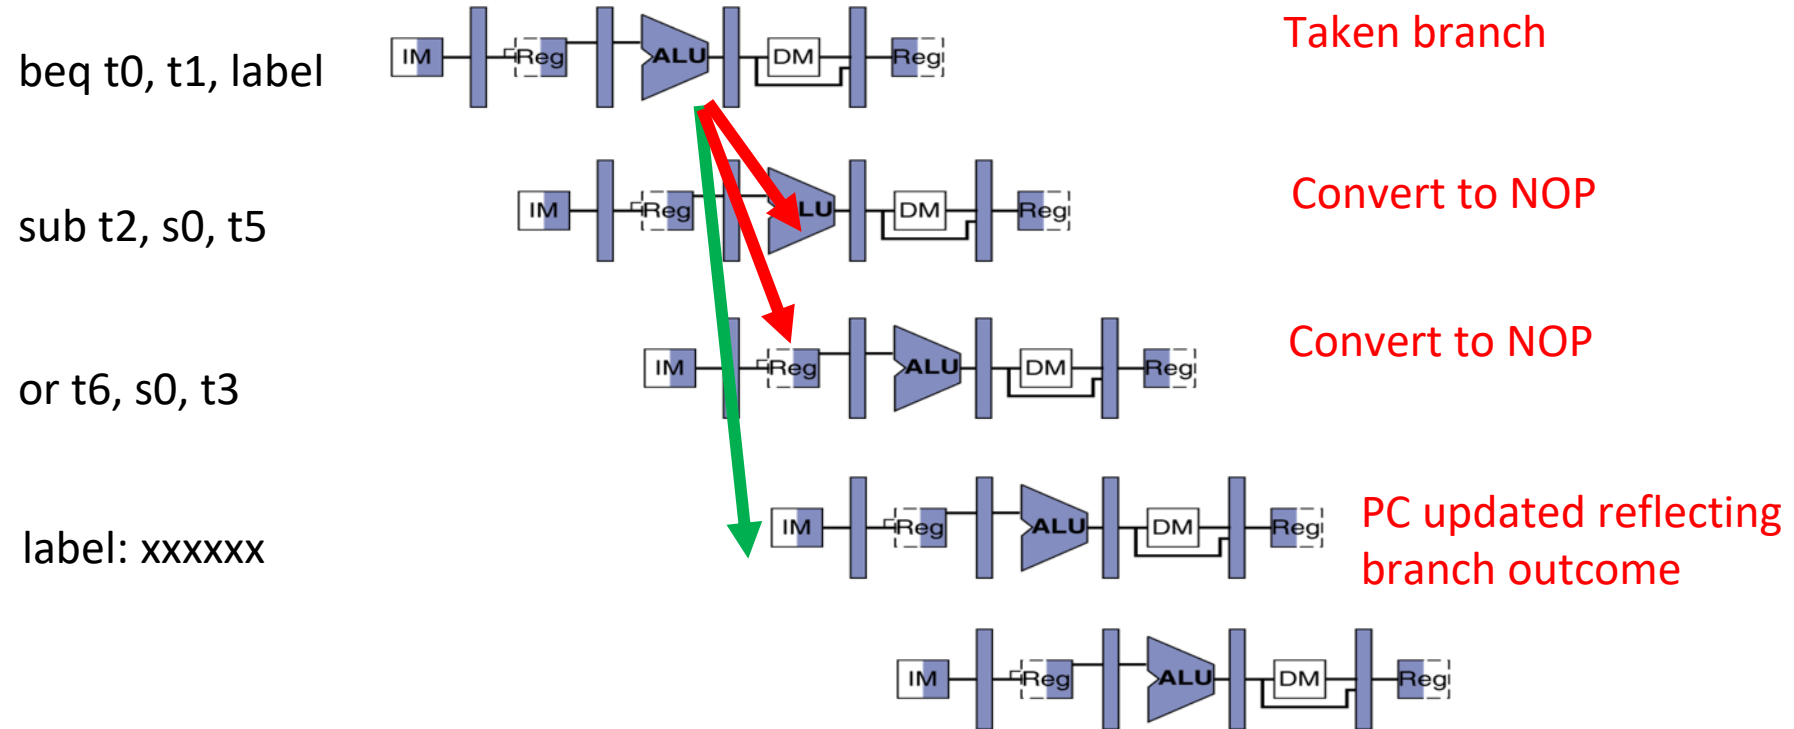 beq t0, t1, label
IM Reg ALU DM Reg
Taken branch
sub t2, s0, t5
IM Reg LU DM Reg
Convert to NOP
or t6, s0, t3
IM Reg ALU DM Reg
Convert to NOP
label: xxxxxx
IM Reg ALU DM Reg
PC updated reflecting
branch outcome
IM Reg ALU DM Reg